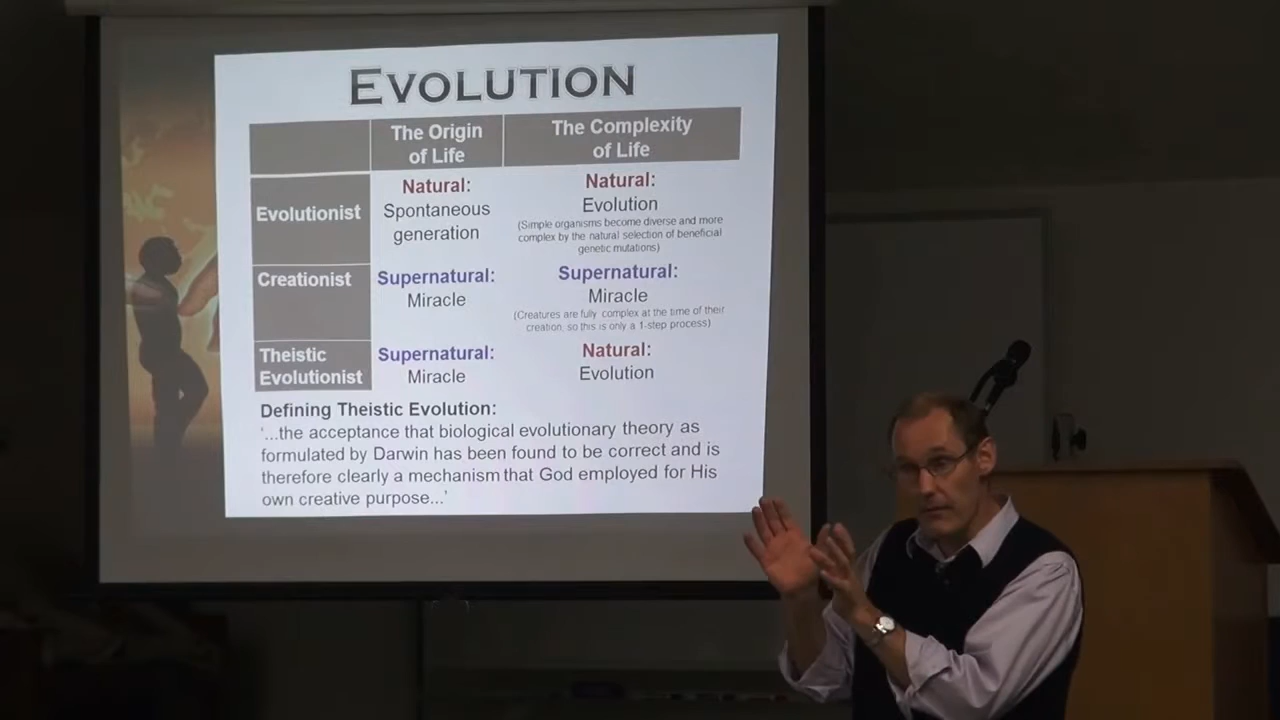 EVOLUTION
The Origin
of Life
The Complexity
of Life
Evolutionist
Natural:
Spontaneous
generation
Natural:
Evolution
(Simple organisms become diverse and more
complex by the natural selection of beneficial
genetic mutations)
Creationist
Supernatural:
Miracle
Supernatural:
Miracle
(Creatures are fully complex at the time of their
creation, so this is only a 1-step process)
Theistic
Evolutionist
Supernatural:
Miracle
Natural:
Evolution
Defining Theistic Evolution:
‘...the acceptance that biological evolutionary theory as
formulated by Darwin has been found to be correct and is
therefore clearly a mechanism that God employed for His
own creative purpose...’